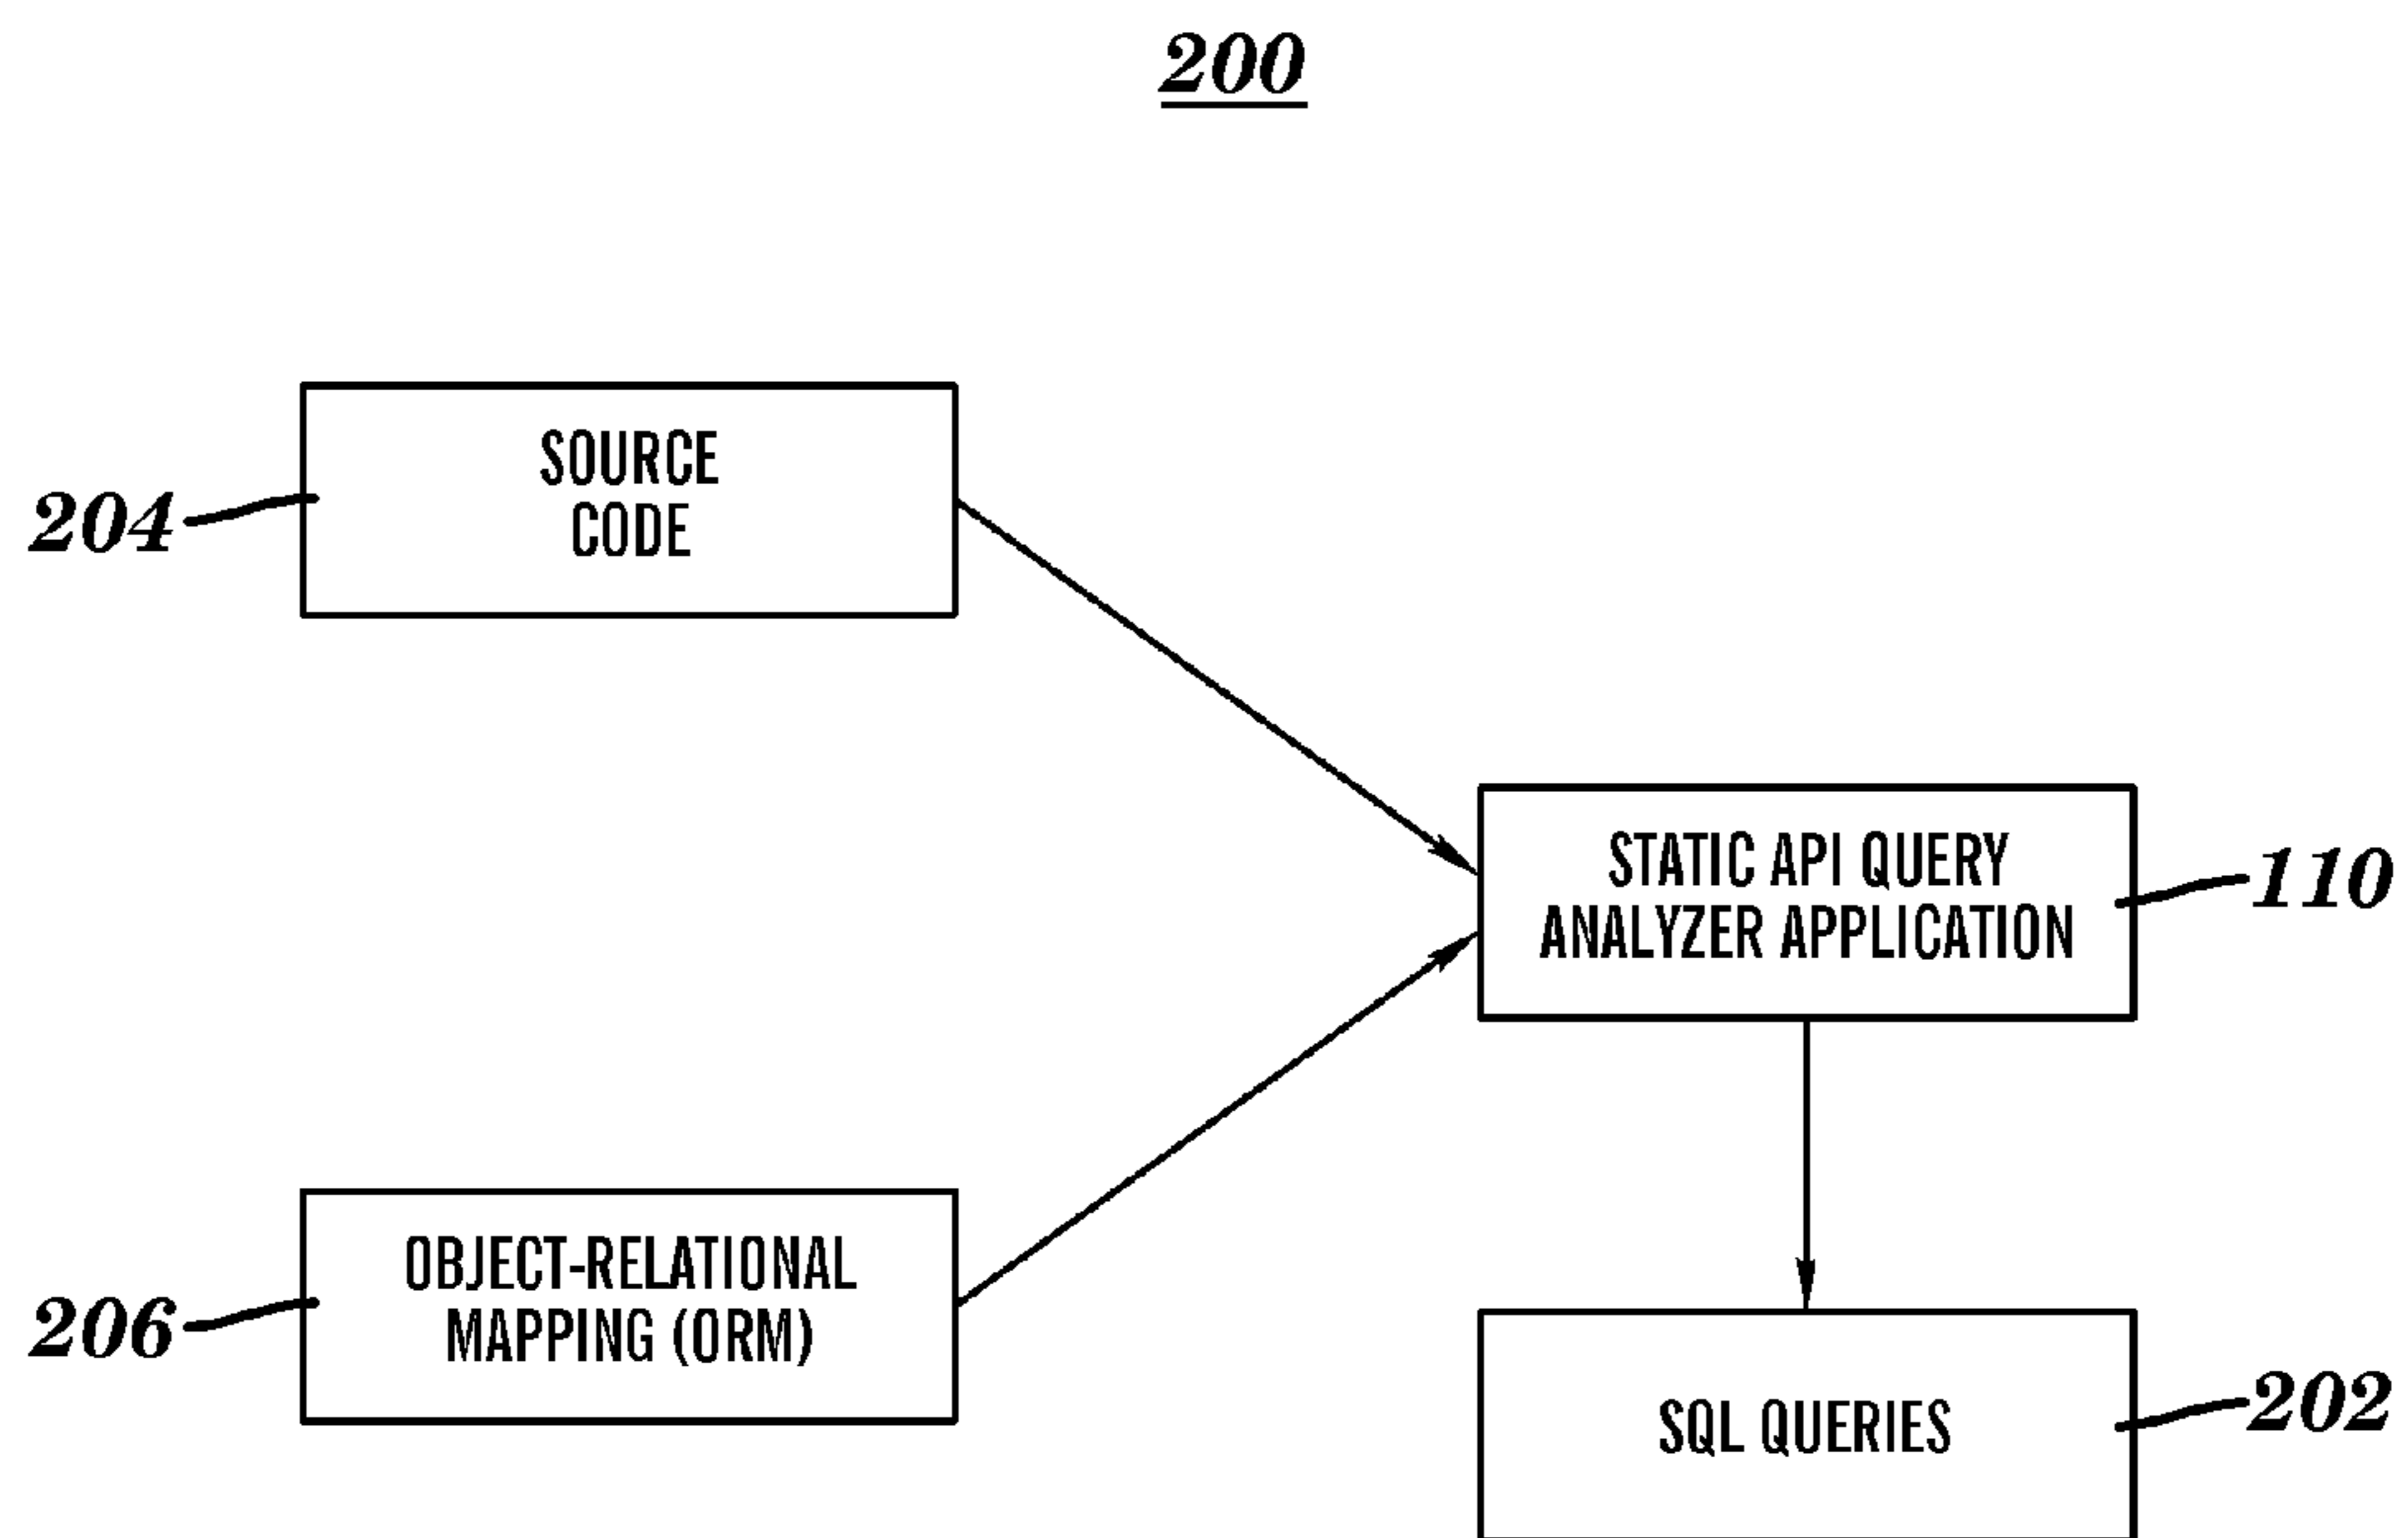 200
SOURCE
CODE
204
STATIC API QUERY
ANALYZER APPLICATION
110
OBJECT-RELATIONAL
MAPPING (ORM)
206
SQL QUERIES
202